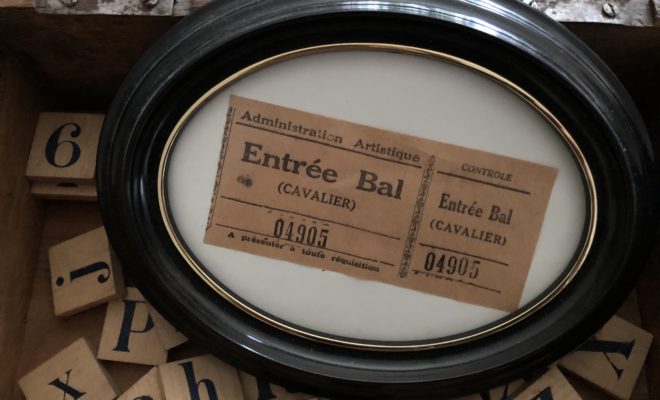 Administration Artistique
Entrée Bal
(CAVALIER)
04905
A présenter à toute réquisition
CONTROLE
Entrée Bal
(CAVALIER)
04905
6
j
p
x
h